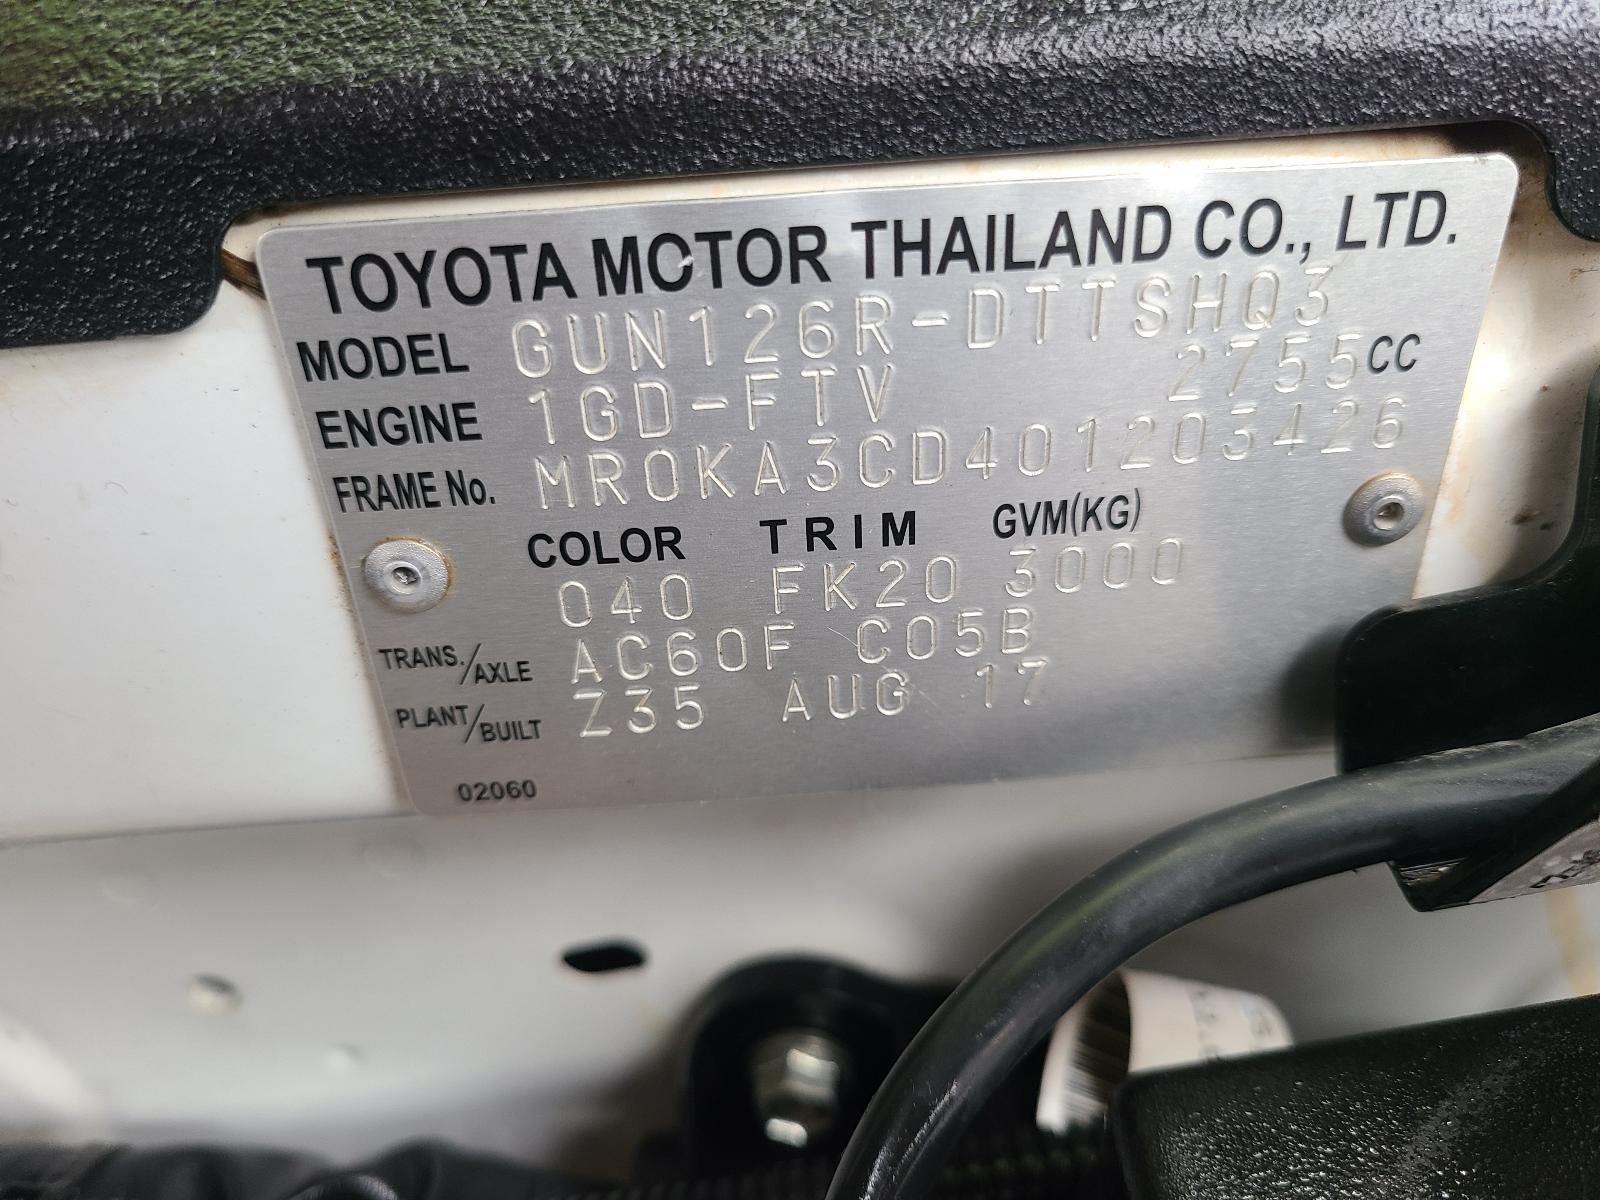 TOYOTA MOTOR THAILAND CO., LTD.
MODEL GUN126R-DTTSHQ3
ENGINE 1GD-FTV 2755CC
FRAME No. MR0KA3CD401203426
COLOR TRIM GVM(KG)
040 FK20 3000
TRANS./AXLE AC60F C05B
PLANT/BUILT Z35 AUG 17
02060